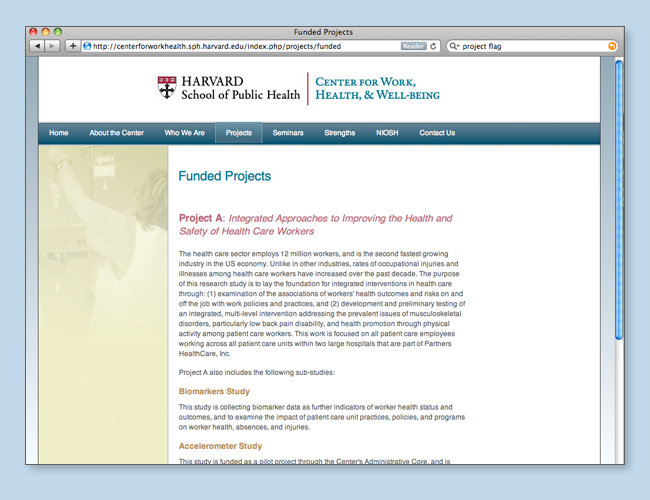 Funded Projects
http://centerforworkhealth.sph.harvard.edu/index.php/projects/funded
Reader
project flag
HARVARD
School of Public Health
CENTER FOR WORK,
HEALTH, & WELL-BEING
Home About the Center Who We Are Projects Seminars Strengths NIOSH Contact Us
Funded Projects
Project A: Integrated Approaches to Improving the Health and
Safety of Health Care Workers
The health care sector employs 12 million workers, and is the second fastest growing
industry in the US economy. Unlike in other industries, rates of occupational injuries and
illnesses among health care workers have increased over the past decade. The purpose
of this research study is to lay the foundation for integrated interventions in health care
through: (1) examination of the associations of workers' health outcomes and risks on and
off the job with work policies and practices, and (2) development and preliminary testing of
an integrated, multi-level intervention addressing the prevalent issues of musculoskeletal
disorders, particularly low back pain disability, and health promotion through physical
activity among patient care workers. This work is focused on all patient care employees
working across all patient care units within two large hospitals that are part of Partners
HealthCare, Inc.
Project A also includes the following sub-studies:
Biomarkers Study
This study is collecting biomarker data as further indicators of worker health status and
outcomes, and to examine the impact of patient care unit practices, policies, and programs
on worker health, absences, and injuries.
Accelerometer Study
This study is funded as a pilot project through the Center's Administrative Core, and is